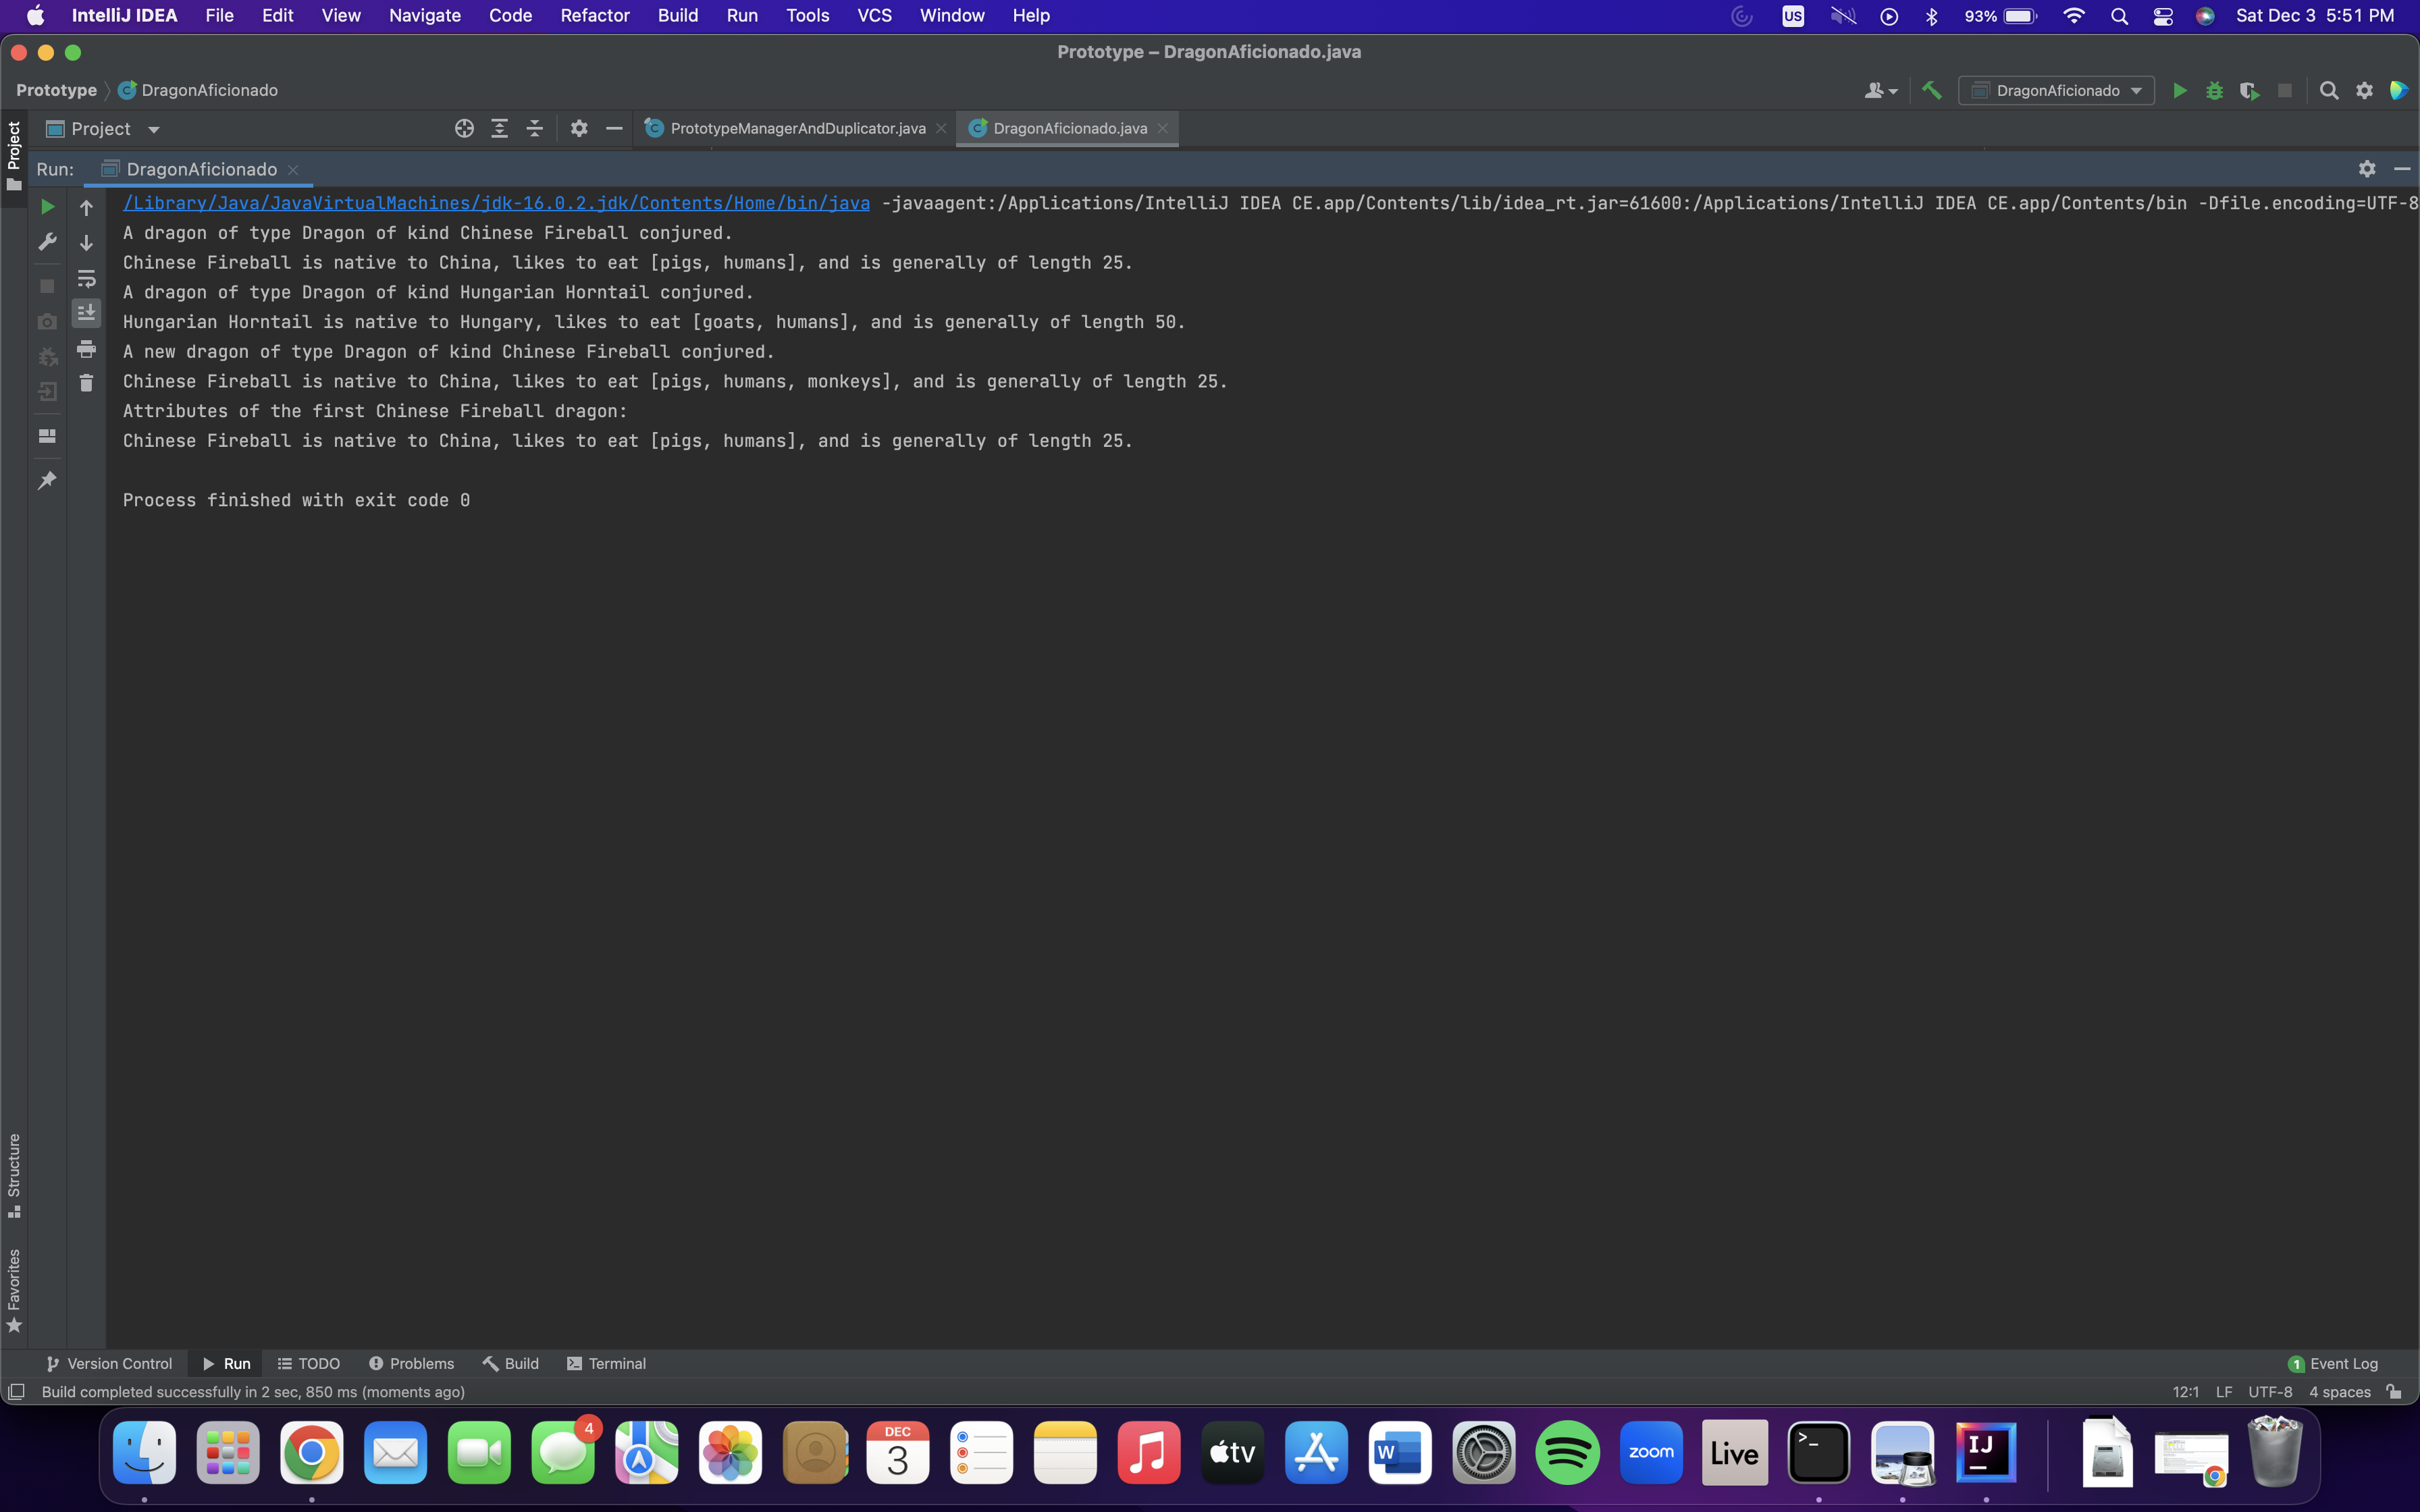 IntelliJ IDEA File Edit View Navigate Code Refactor Build Run Tools VCS Window Help US 93% Sat Dec 3 5:51 PM
Prototype – DragonAficionado.java
Prototype DragonAficionado DragonAficionado
Project PrototypeManagerAndDuplicator.java DragonAficionado.java
Project
Run: DragonAficionado
/Library/Java/JavaVirtualMachines/jdk-16.0.2.jdk/Contents/Home/bin/java -javaagent:/Applications/IntelliJ IDEA CE.app/Contents/lib/idea_rt.jar=61600:/Applications/IntelliJ IDEA CE.app/Contents/bin -Dfile.encoding=UTF-8
A dragon of type Dragon of kind Chinese Fireball conjured.
Chinese Fireball is native to China, likes to eat [pigs, humans], and is generally of length 25.
A dragon of type Dragon of kind Hungarian Horntail conjured.
Hungarian Horntail is native to Hungary, likes to eat [goats, humans], and is generally of length 50.
A new dragon of type Dragon of kind Chinese Fireball conjured.
Chinese Fireball is native to China, likes to eat [pigs, humans, monkeys], and is generally of length 25.
Attributes of the first Chinese Fireball dragon:
Chinese Fireball is native to China, likes to eat [pigs, humans], and is generally of length 25.
Process finished with exit code 0
Structure
Favorites
Version Control Run TODO Problems Build Terminal 1 Event Log
Build completed successfully in 2 sec, 850 ms (moments ago) 12:1 LF UTF-8 4 spaces
4
DEC
3
tv
W
zoom
Live
>_
IJ